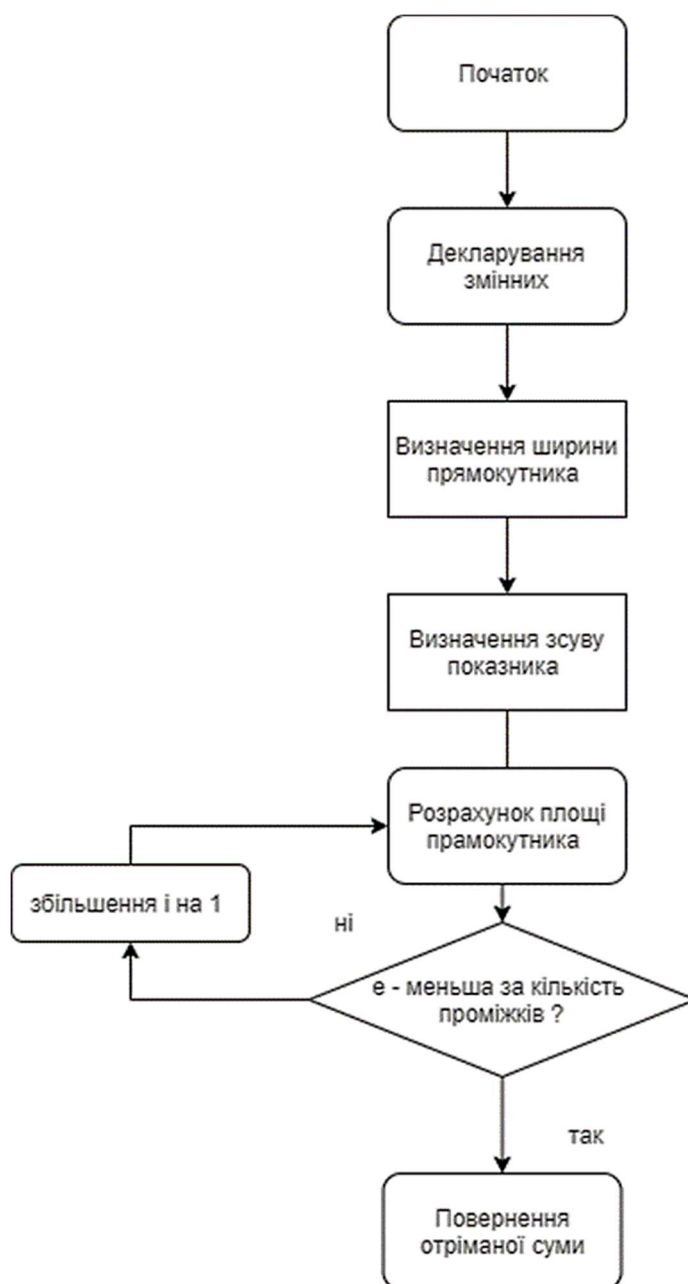 Початок
Декларування
змінних
Визначення ширини
прямокутника
Визначення зсуву
показника
Розрахунок площі
прамокутника
збільшення і на 1
ні
е - меньша за кількість
проміжків ?
так
Повернення
отріманої суми